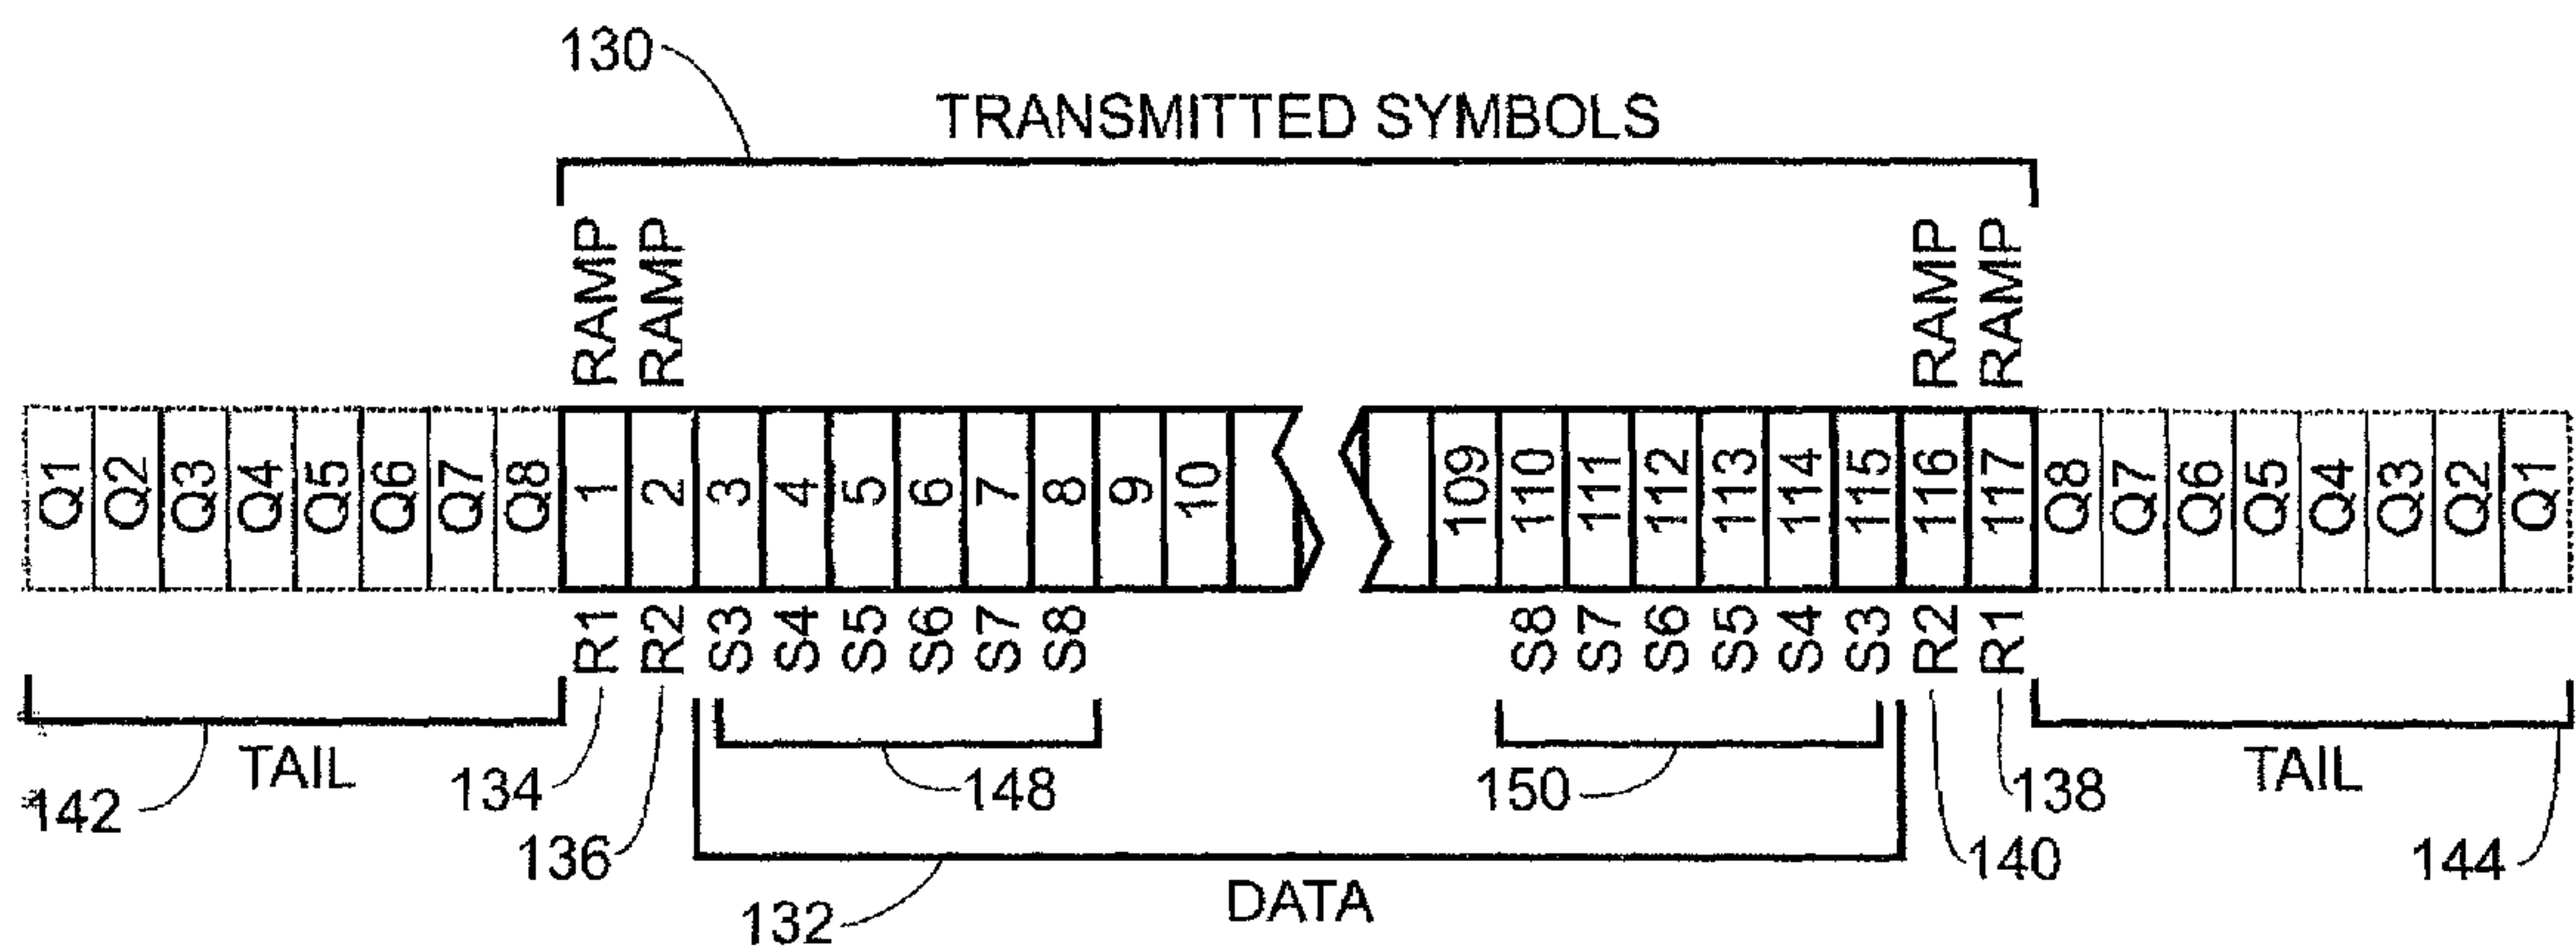 130
TRANSMITTED SYMBOLS
RAMP RAMP RAMP RAMP
Q1 Q2 Q3 Q4 Q5 Q6 Q7 Q8 1 2 3 4 5 6 7 8 9 10 109 110 111 112 113 114 115 116 117 Q8 Q7 Q6 Q5 Q4 Q3 Q2 Q1
R1 R2 S3 S4 S5 S6 S7 S8 S8 S7 S6 S5 S4 S3 R2 R1
142 TAIL 134 148 150 138 TAIL
136 140 144
132 DATA